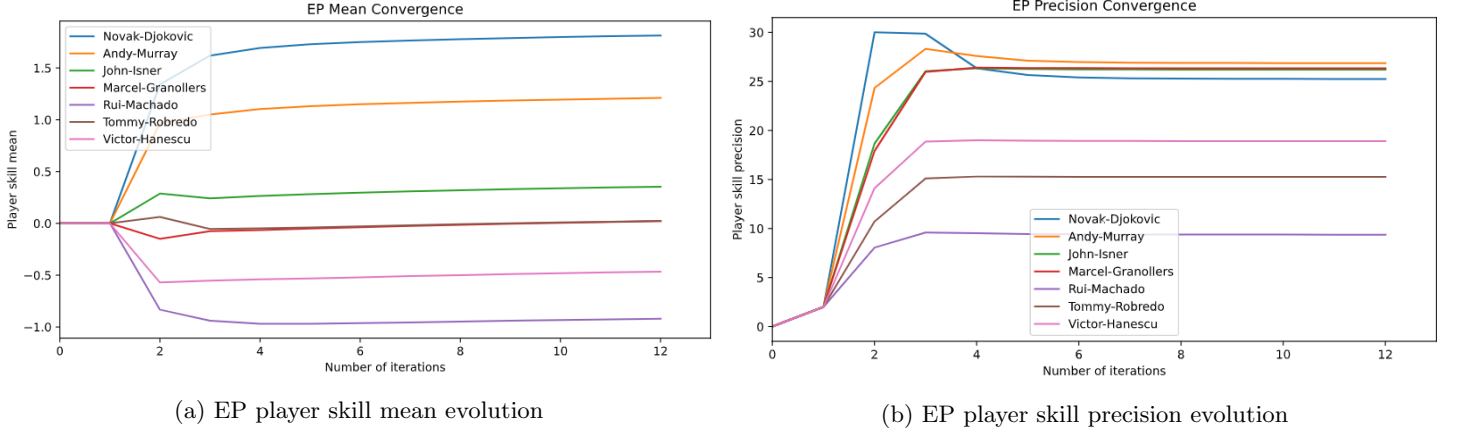 EP Mean Convergence
Novak-Djokovic
Andy-Murray
John-Isner
Marcel-Granollers
Rui-Machado
Tommy-Robredo
Victor-Hanescu
Player skill mean
1.5
1.0
0.5
0.0
−0.5
−1.0
0 2 4 6 8 10 12
Number of iterations
(a) EP player skill mean evolution
EP Precision Convergence
Player skill precision
30
25
20
15
10
5
0
Novak-Djokovic
Andy-Murray
John-Isner
Marcel-Granollers
Rui-Machado
Tommy-Robredo
Victor-Hanescu
0 2 4 6 8 10 12
Number of iterations
(b) EP player skill precision evolution